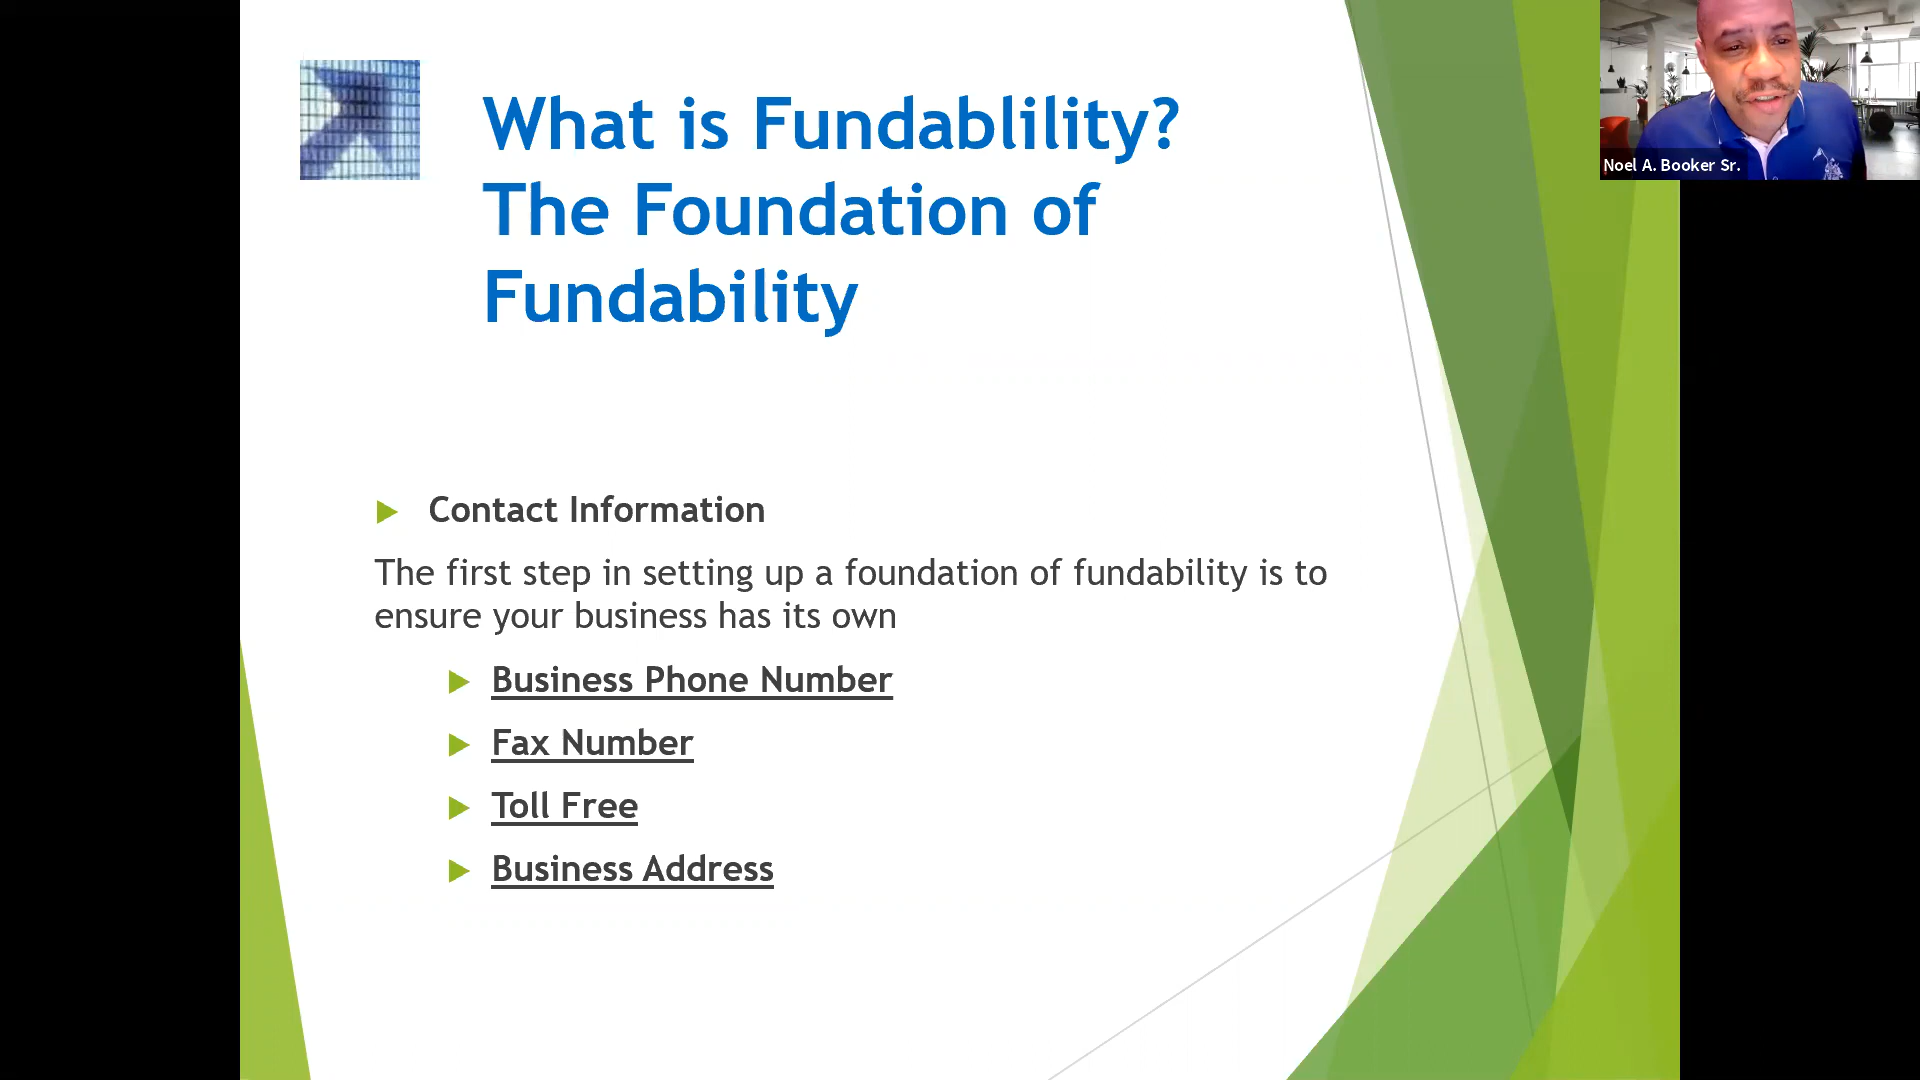 What is Fundablility?
The Foundation of
Fundability
Noel A. Booker Sr.
Contact Information
The first step in setting up a foundation of fundability is to
ensure your business has its own
Business Phone Number
Fax Number
Toll Free
Business Address